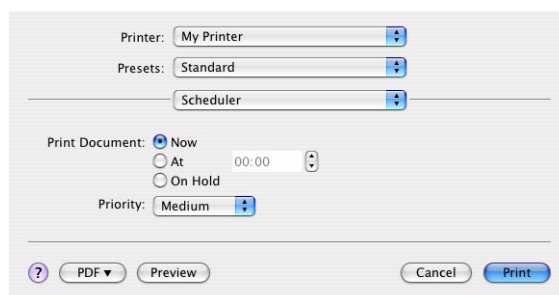 Printer: My Printer
Presets: Standard
Scheduler
Print Document: Now
At 00:00
On Hold
Priority: Medium
? PDF▼ Preview Cancel Print